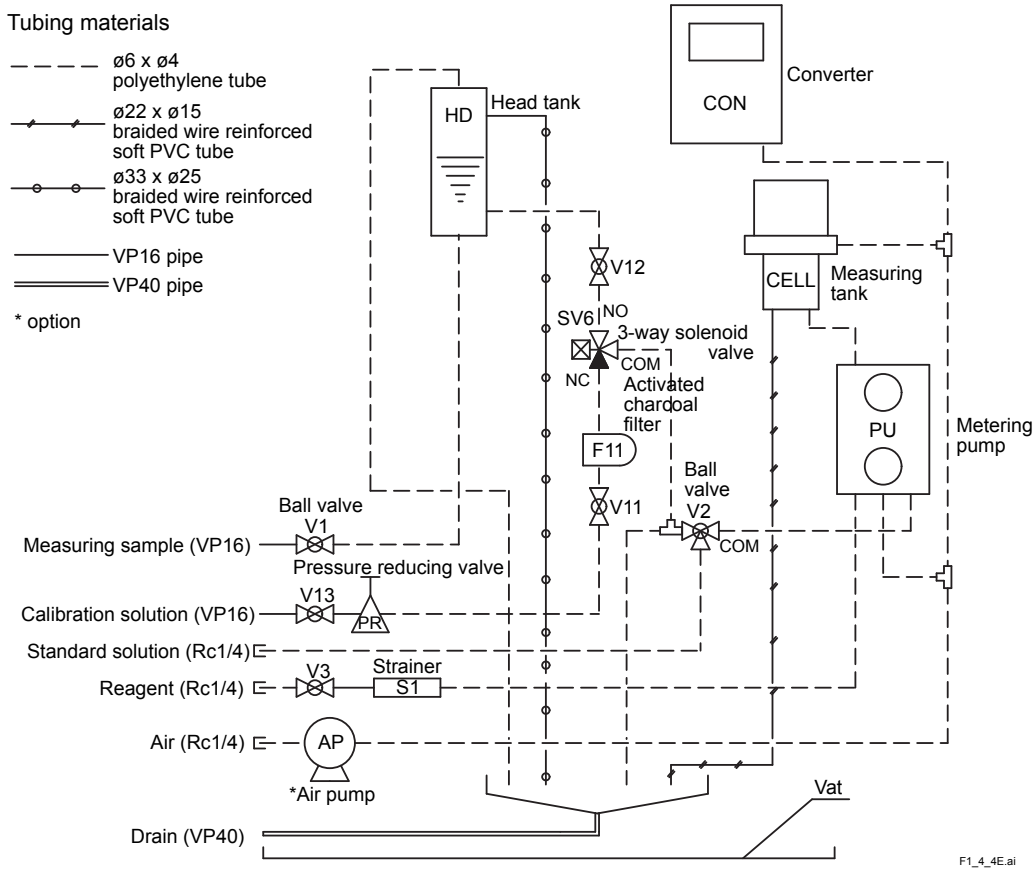 Tubing materials
ø6 x ø4
polyethylene tube
ø22 x ø15
braided wire reinforced
soft PVC tube
ø33 x ø25
braided wire reinforced
soft PVC tube
VP16 pipe
VP40 pipe
* option
HD
Head tank
CON
Converter
V12
CELL
Measuring
tank
SV6
NO
3-way solenoid
valve
COM
NC
Activated
charcoal
filter
F11
PU
Metering
pump
Ball
valve
V2
COM
V11
Ball valve
V1
Measuring sample (VP16)
Pressure reducing valve
V13
Calibration solution (VP16)
PR
Standard solution (Rc1/4)
V3
Strainer
Reagent (Rc1/4)
S1
Air (Rc1/4)
AP
*Air pump
Vat
Drain (VP40)
F1_4_4E.ai